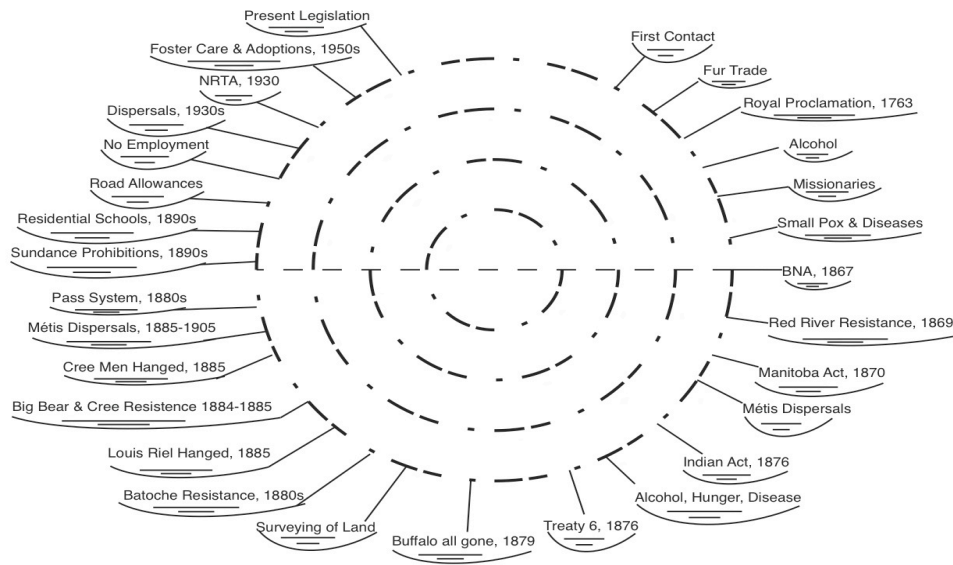 First Contact
Fur Trade
Royal Proclamation, 1763
Alcohol
Missionaries
Small Pox & Diseases
BNA, 1867
Red River Resistance, 1869
Manitoba Act, 1870
Métis Dispersals
Indian Act, 1876
Alcohol, Hunger, Disease
Treaty 6, 1876
Buffalo all gone, 1879
Surveying of Land
Batoche Resistance, 1880s
Louis Riel Hanged, 1885
Big Bear & Cree Resistence 1884-1885
Cree Men Hanged, 1885
Métis Dispersals, 1885-1905
Pass System, 1880s
Sundance Prohibitions, 1890s
Residential Schools, 1890s
Road Allowances
No Employment
Dispersals, 1930s
NRTA, 1930
Foster Care & Adoptions, 1950s
Present Legislation